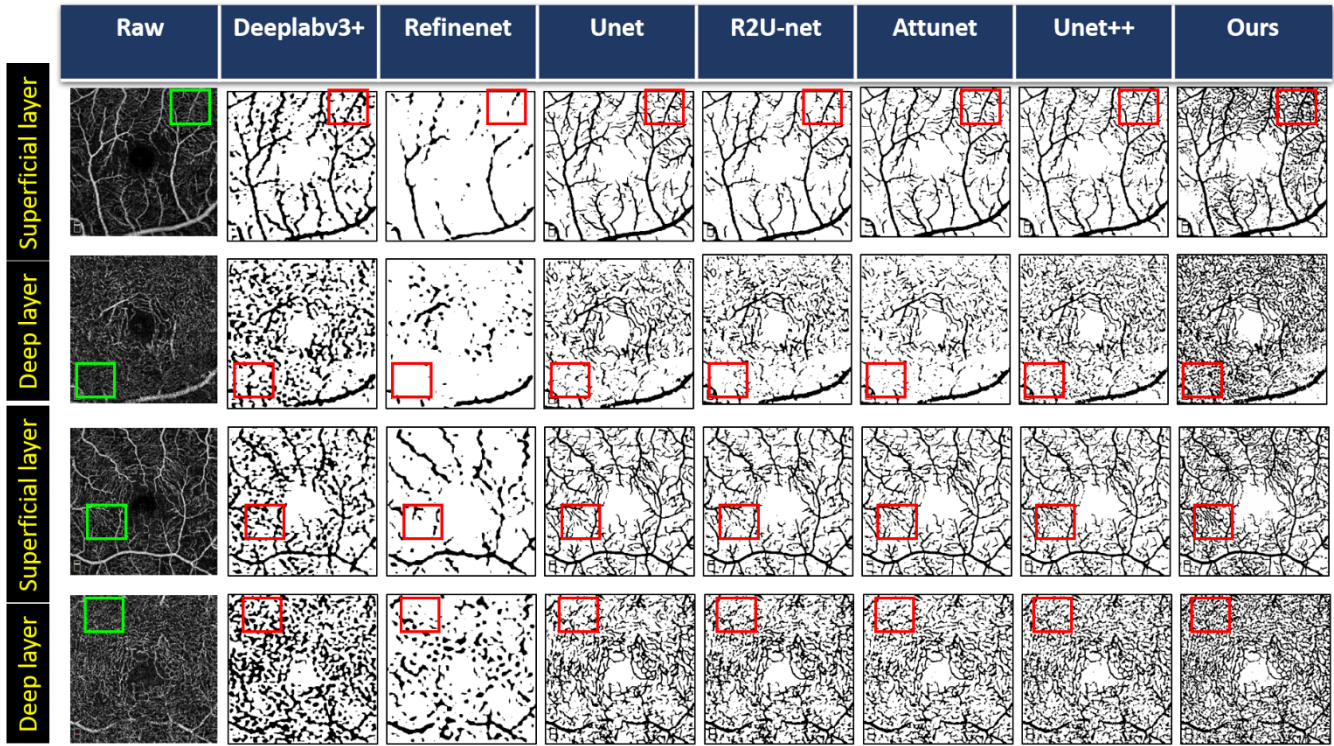 Raw Deeplabv3+ Refinenet Unet R2U-net Attunet Unet++ Ours
Superficial layer
Deep layer
Superficial layer
Deep layer